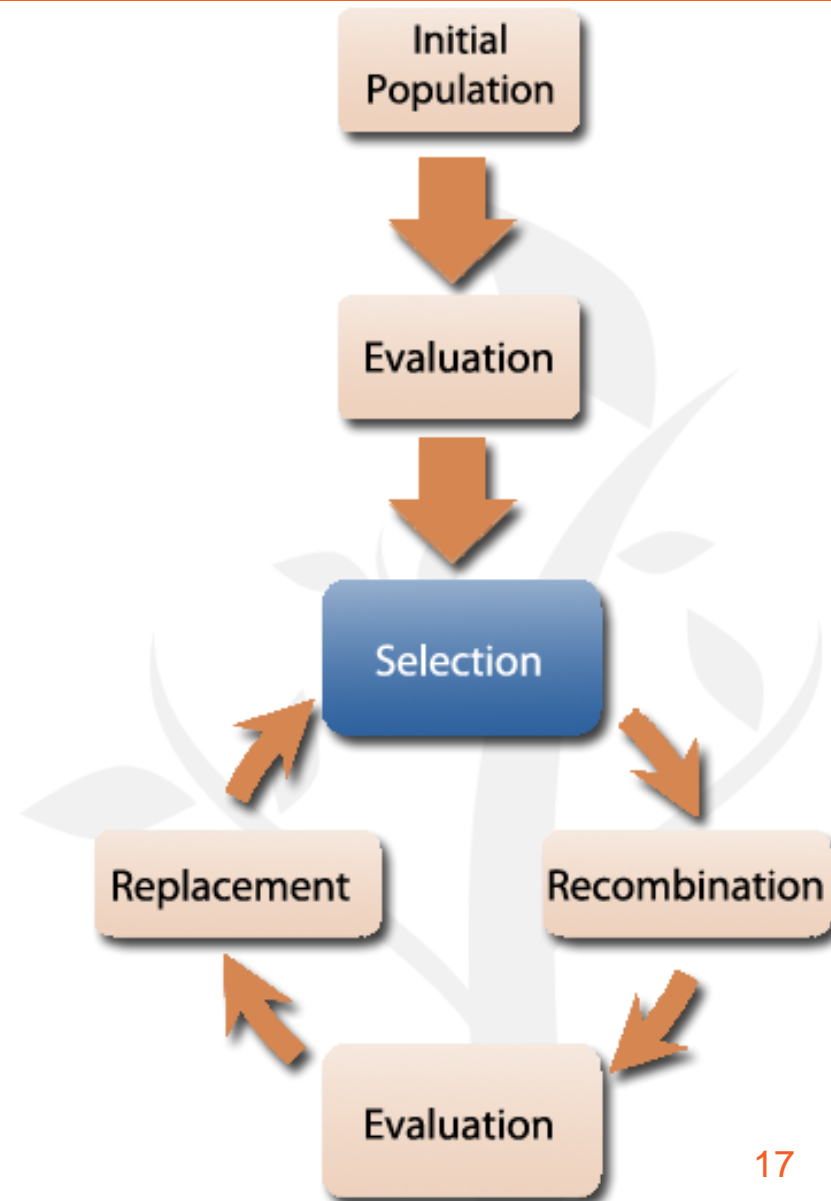 Initial
Population
Evaluation
Selection
Replacement
Recombination
Evaluation
17